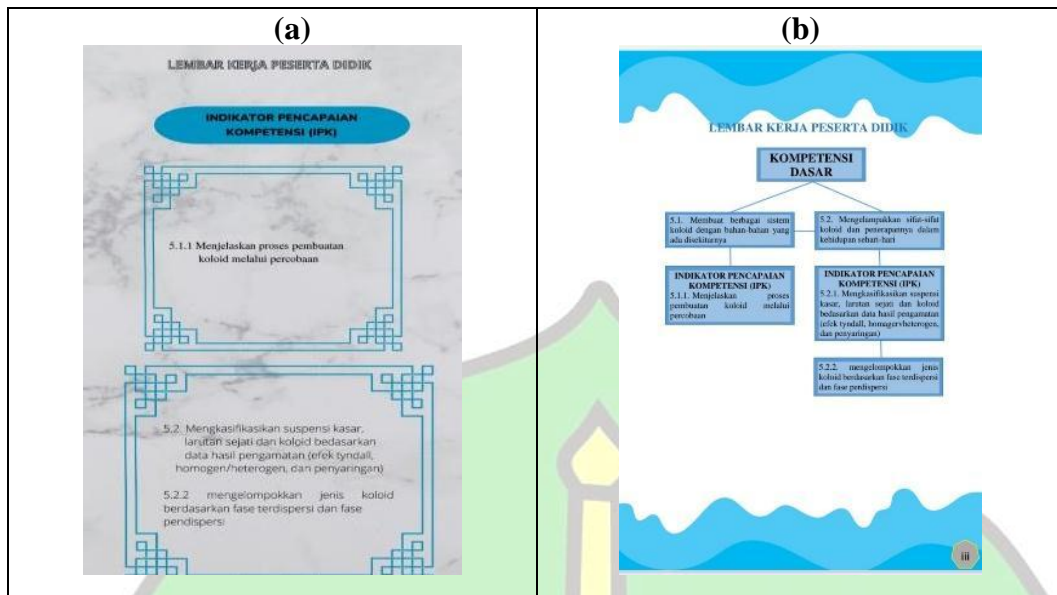 (a)
LEMBAR KERJA PESERTA DIDIK
INDIKATOR PENCAPAIAN
KOMPETENSI (IPK)
5.1.1 Menjelaskan proses pembuatan
koloid melalui percobaan
5.2 Mengkasifikasikan suspensi kasar,
larutan sejati dan koloid bedasarkan
data hasil pengamatan (efek tyndall,
homogen/heterogen, dan penyaringan)
5.2.2 mengelompokkan jenis koloid
berdasarkan fase terdispersi dan fase
pendispersi
(b)
LEMBAR KERJA PESERTA DIDIK
KOMPETENSI
DASAR
5.1. Membuat berbagai sistem
koloid dengan bahan-bahan yang
ada disekitarnya
5.2. Mengelompokkan sifat-sifat
koloid dan penerapannya dalam
kehidupan sehari-hari
INDIKATOR PENCAPAIAN
KOMPETENSI (IPK)
5.1.1. Menjelaskan proses
pembuatan koloid melalui
percobaan
INDIKATOR PENCAPAIAN
KOMPETENSI (IPK)
5.2.1. Mengkasifikasikan suspensi
kasar, larutan sejati dan koloid
bedasarkan data hasil pengamatan
(efek tyndall,
dan penyaringan)
5.2.2. mengelompokkan jenis
koloid berdasarkan fase terdispersi
dan fase perdispersi
iii